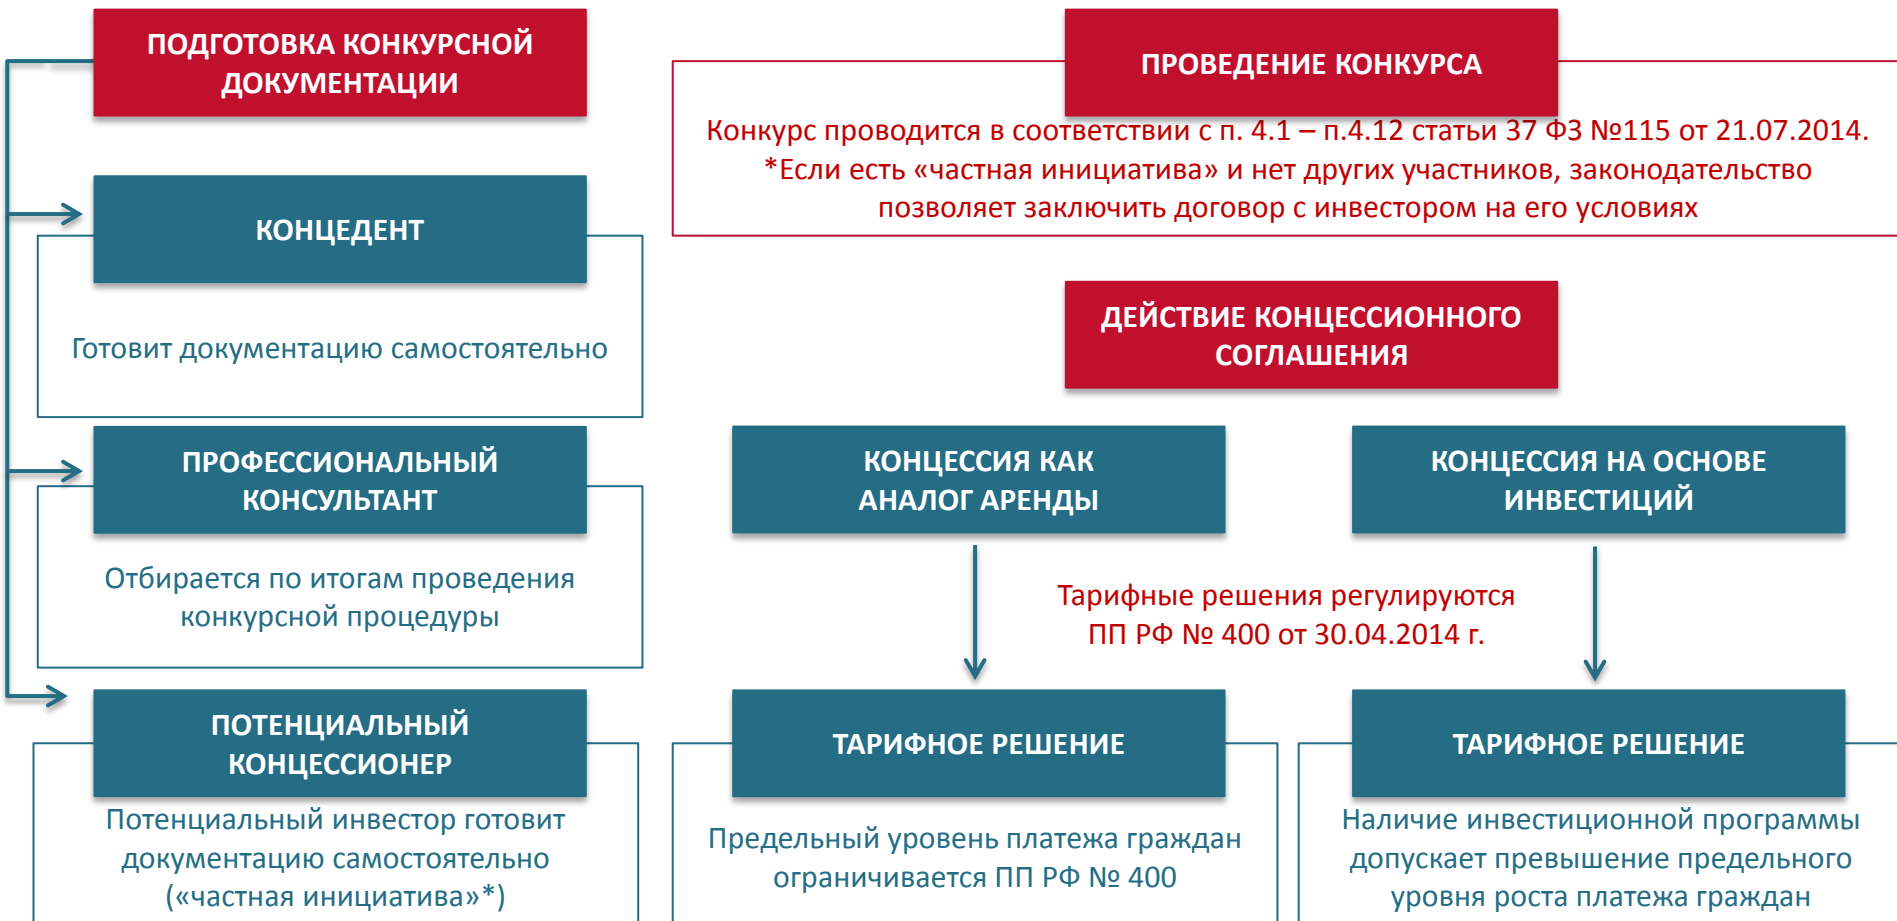 ПОДГОТОВКА КОНКУРСНОЙ
ДОКУМЕНТАЦИИ
КОНЦЕДЕНТ
Готовит документацию самостоятельно
ПРОФЕССИОНАЛЬНЫЙ
КОНСУЛЬТАНТ
Отбирается по итогам проведения
конкурсной процедуры
ПОТЕНЦИАЛЬНЫЙ
КОНЦЕССИОНЕР
Потенциальный инвестор готовит
документацию самостоятельно
(«частная инициатива»*)
ПРОВЕДЕНИЕ КОНКУРСА
Конкурс проводится в соответствии с п. 4.1 – п.4.12 статьи 37 ФЗ №115 от 21.07.2014.
*Если есть «частная инициатива» и нет других участников, законодательство
позволяет заключить договор с инвестором на его условиях
ДЕЙСТВИЕ КОНЦЕССИОННОГО
СОГЛАШЕНИЯ
КОНЦЕССИЯ КАК
АНАЛОГ АРЕНДЫ
КОНЦЕССИЯ НА ОСНОВЕ
ИНВЕСТИЦИЙ
Тарифные решения регулируются
ПП РФ № 400 от 30.04.2014 г.
ТАРИФНОЕ РЕШЕНИЕ
Предельный уровень платежа граждан
ограничивается ПП РФ № 400
ТАРИФНОЕ РЕШЕНИЕ
Наличие инвестиционной программы
допускает превышение предельного
уровня роста платежа граждан